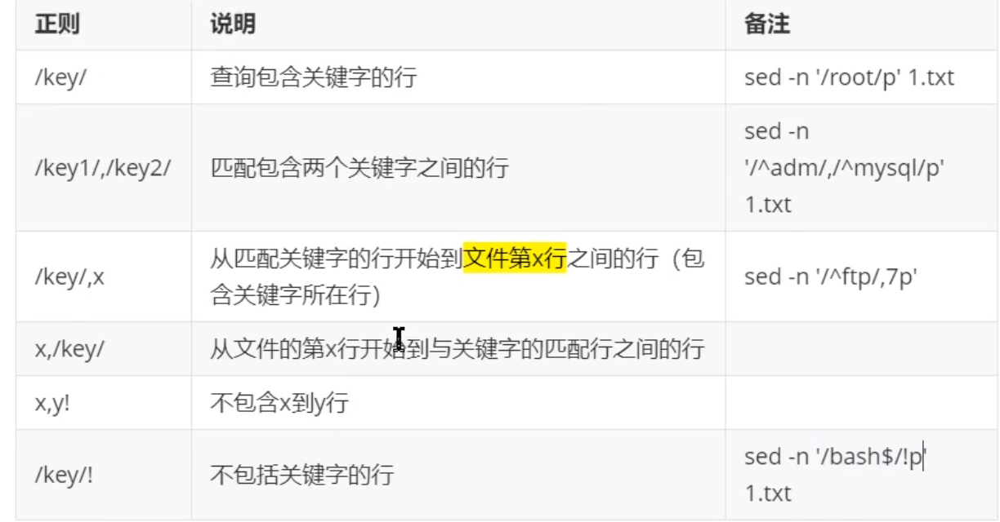 正则 说明 备注
/key/ 查询包含关键字的行 sed -n '/root/p' 1.txt
/key1/,/key2/ 匹配包含两个关键字之间的行 sed -n
'/^adm/,/^mysql/p'
1.txt
/key/,x 从匹配关键字的行开始到文件第x行之间的行（包
含关键字所在行） sed -n '/^ftp/,7p'
x,/key/ 从文件的第x行开始到与关键字的匹配行之间的行
x,y! 不包含x到y行
/key/! 不包括关键字的行 sed -n '/bash$/!p'
1.txt